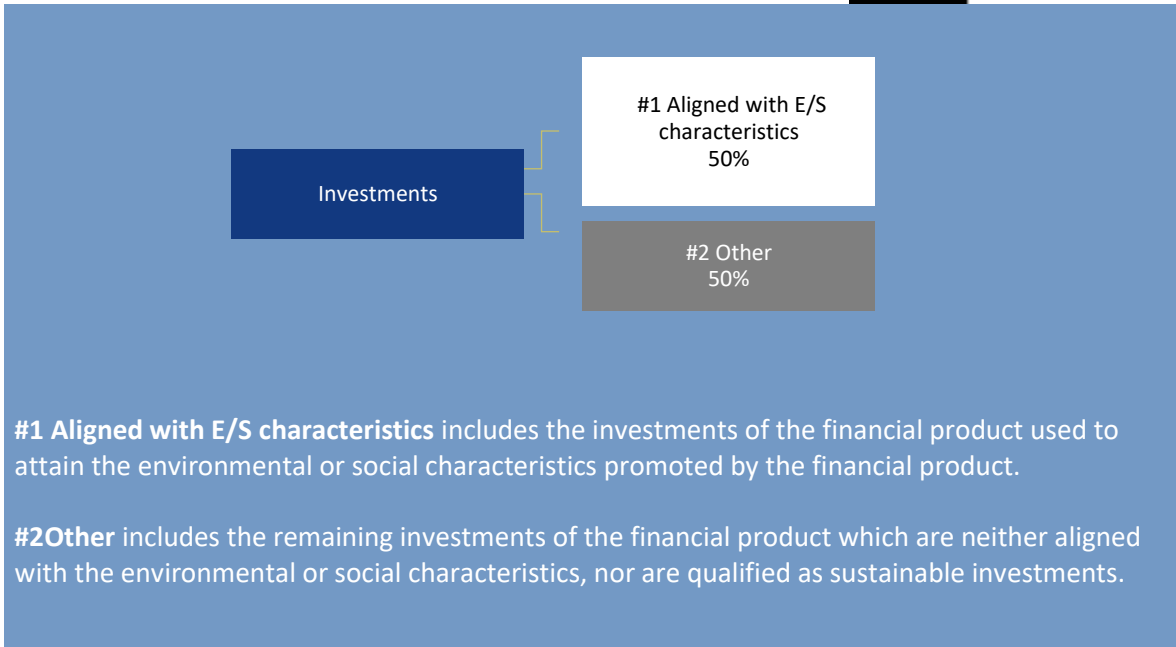 #1 Aligned with E/S
characteristics
50%
Investments
#2 Other
50%
#1 Aligned with E/S characteristics includes the investments of the financial product used to
attain the environmental or social characteristics promoted by the financial product.
#2Other includes the remaining investments of the financial product which are neither aligned
with the environmental or social characteristics, nor are qualified as sustainable investments.